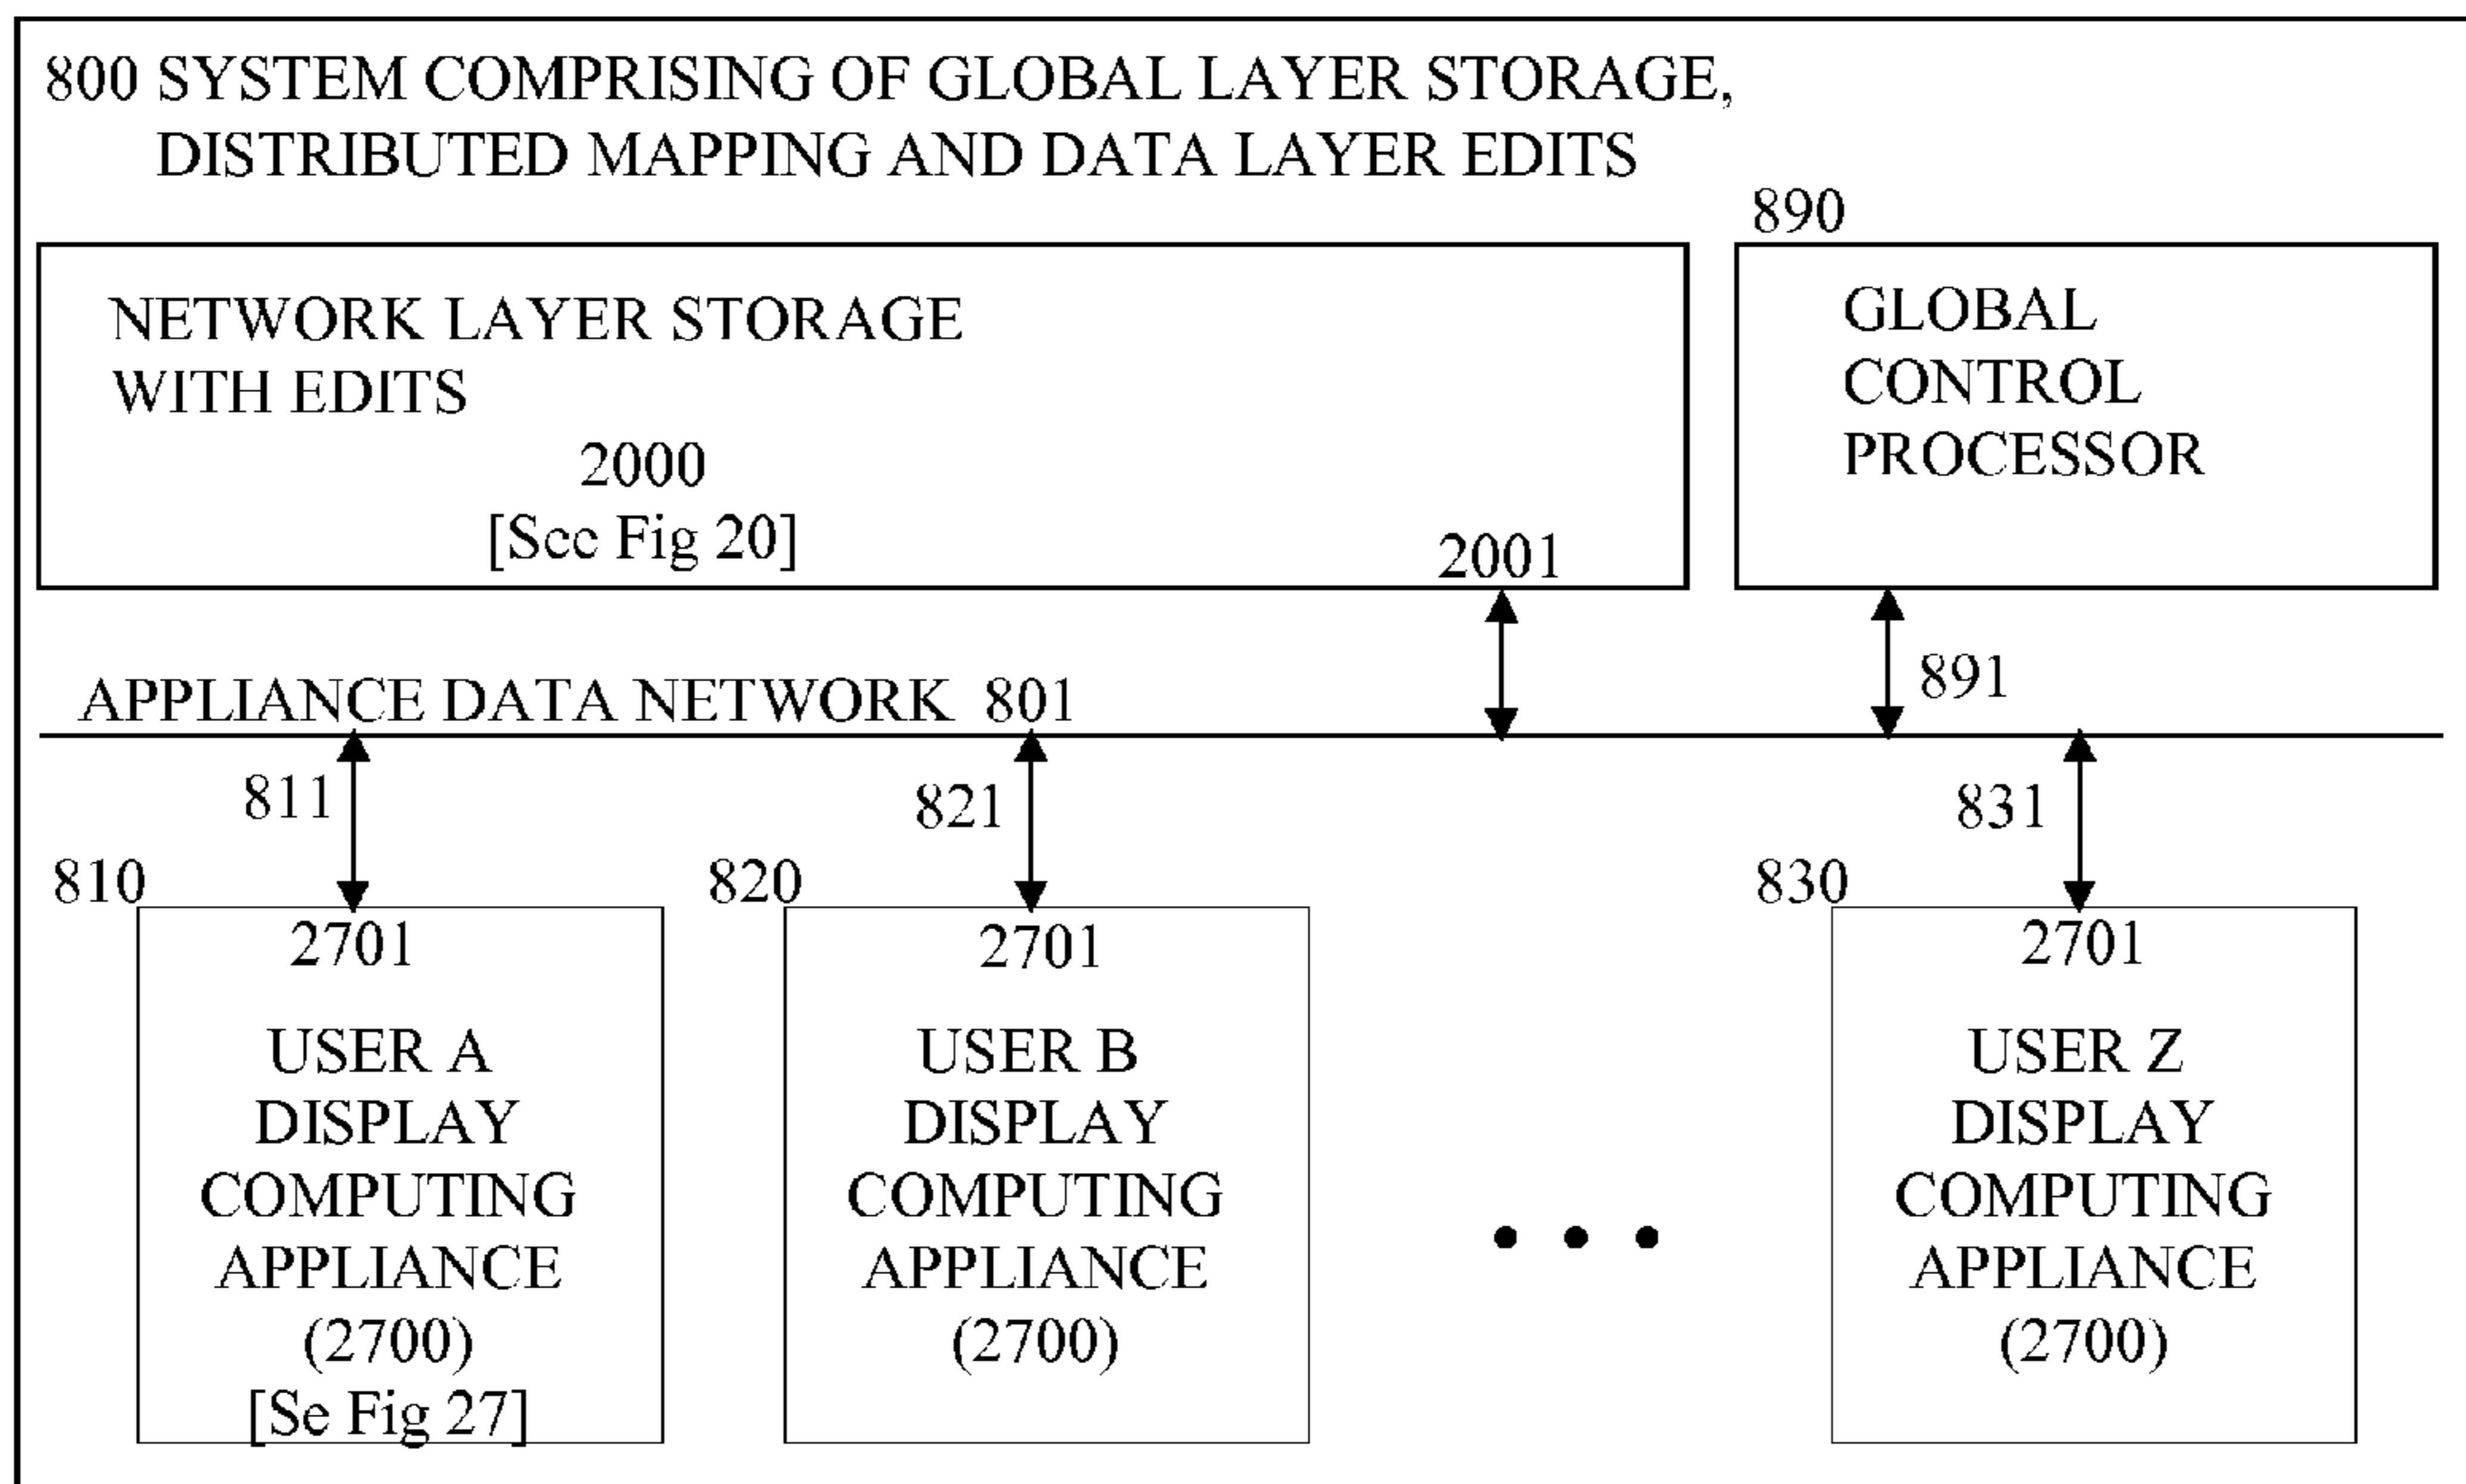 800 SYSTEM COMPRISING OF GLOBAL LAYER STORAGE,
DISTRIBUTED MAPPING AND DATA LAYER EDITS
890
NETWORK LAYER STORAGE
WITH EDITS
2000
[See Fig 20]
2001
GLOBAL
CONTROL
PROCESSOR
891
APPLIANCE DATA NETWORK 801
811
821
831
810
2701
USER A
DISPLAY
COMPUTING
APPLIANCE
(2700)
[Se Fig 27]
820
2701
USER B
DISPLAY
COMPUTING
APPLIANCE
(2700)
830
2701
USER Z
DISPLAY
COMPUTING
APPLIANCE
(2700)